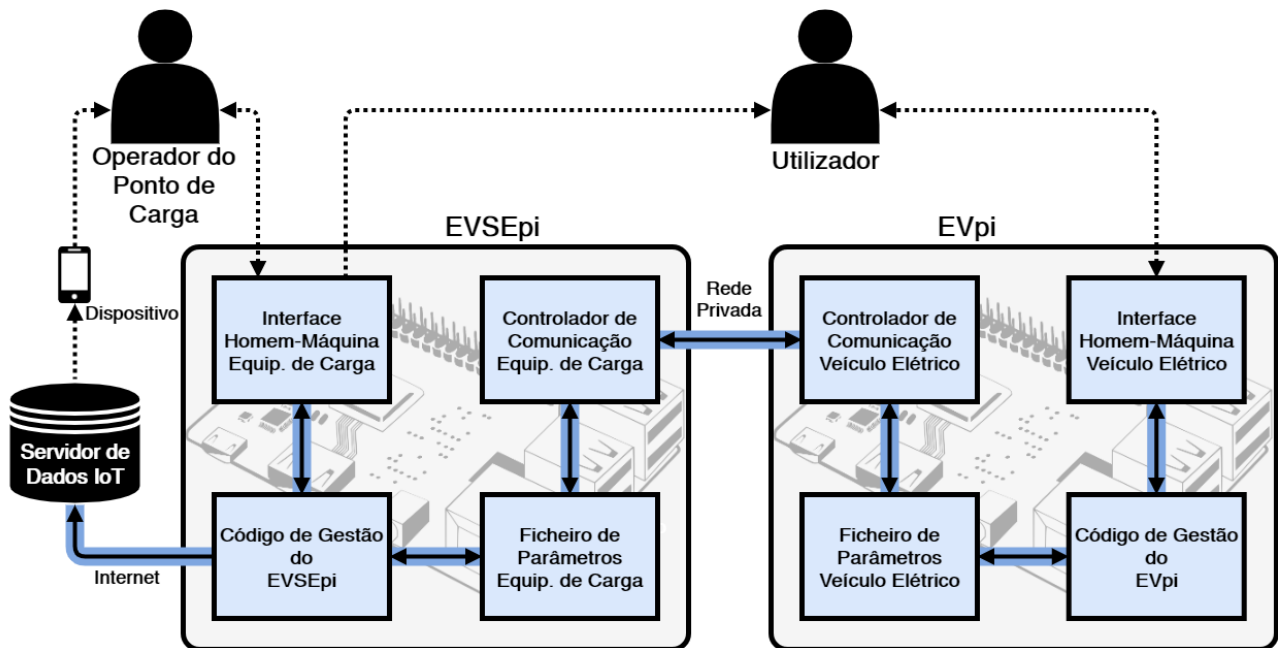 Operador do
Ponto de
Carga
Utilizador
EVSEpi
EVpi
Dispositivo
Interface
Homem-Máquina
Equip. de Carga
Controlador de
Comunicação
Equip. de Carga
Rede
Privada
Controlador de
Comunicação
Veículo Elétrico
Interface
Homem-Máquina
Veículo Elétrico
Servidor de
Dados IoT
Internet
Código de Gestão
do
EVSEpi
Ficheiro de
Parâmetros
Equip. de Carga
Ficheiro de
Parâmetros
Veículo Elétrico
Código de Gestão
do
EVpi